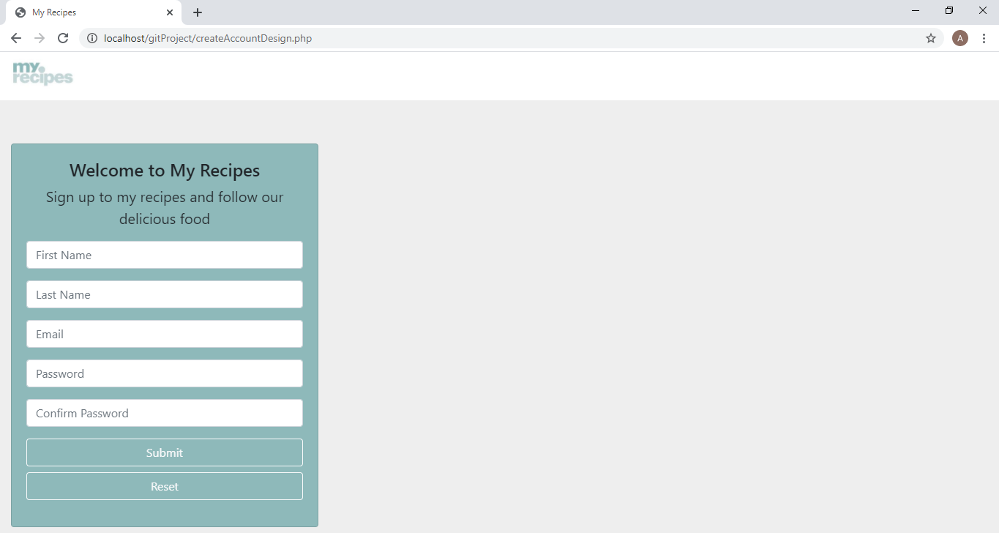 My Recipes
localhost/gitProject/createAccountDesign.php
A
my.
recipes
Welcome to My Recipes
Sign up to my recipes and follow our
delicious food
First Name
Last Name
Email
Password
Confirm Password
Submit
Reset